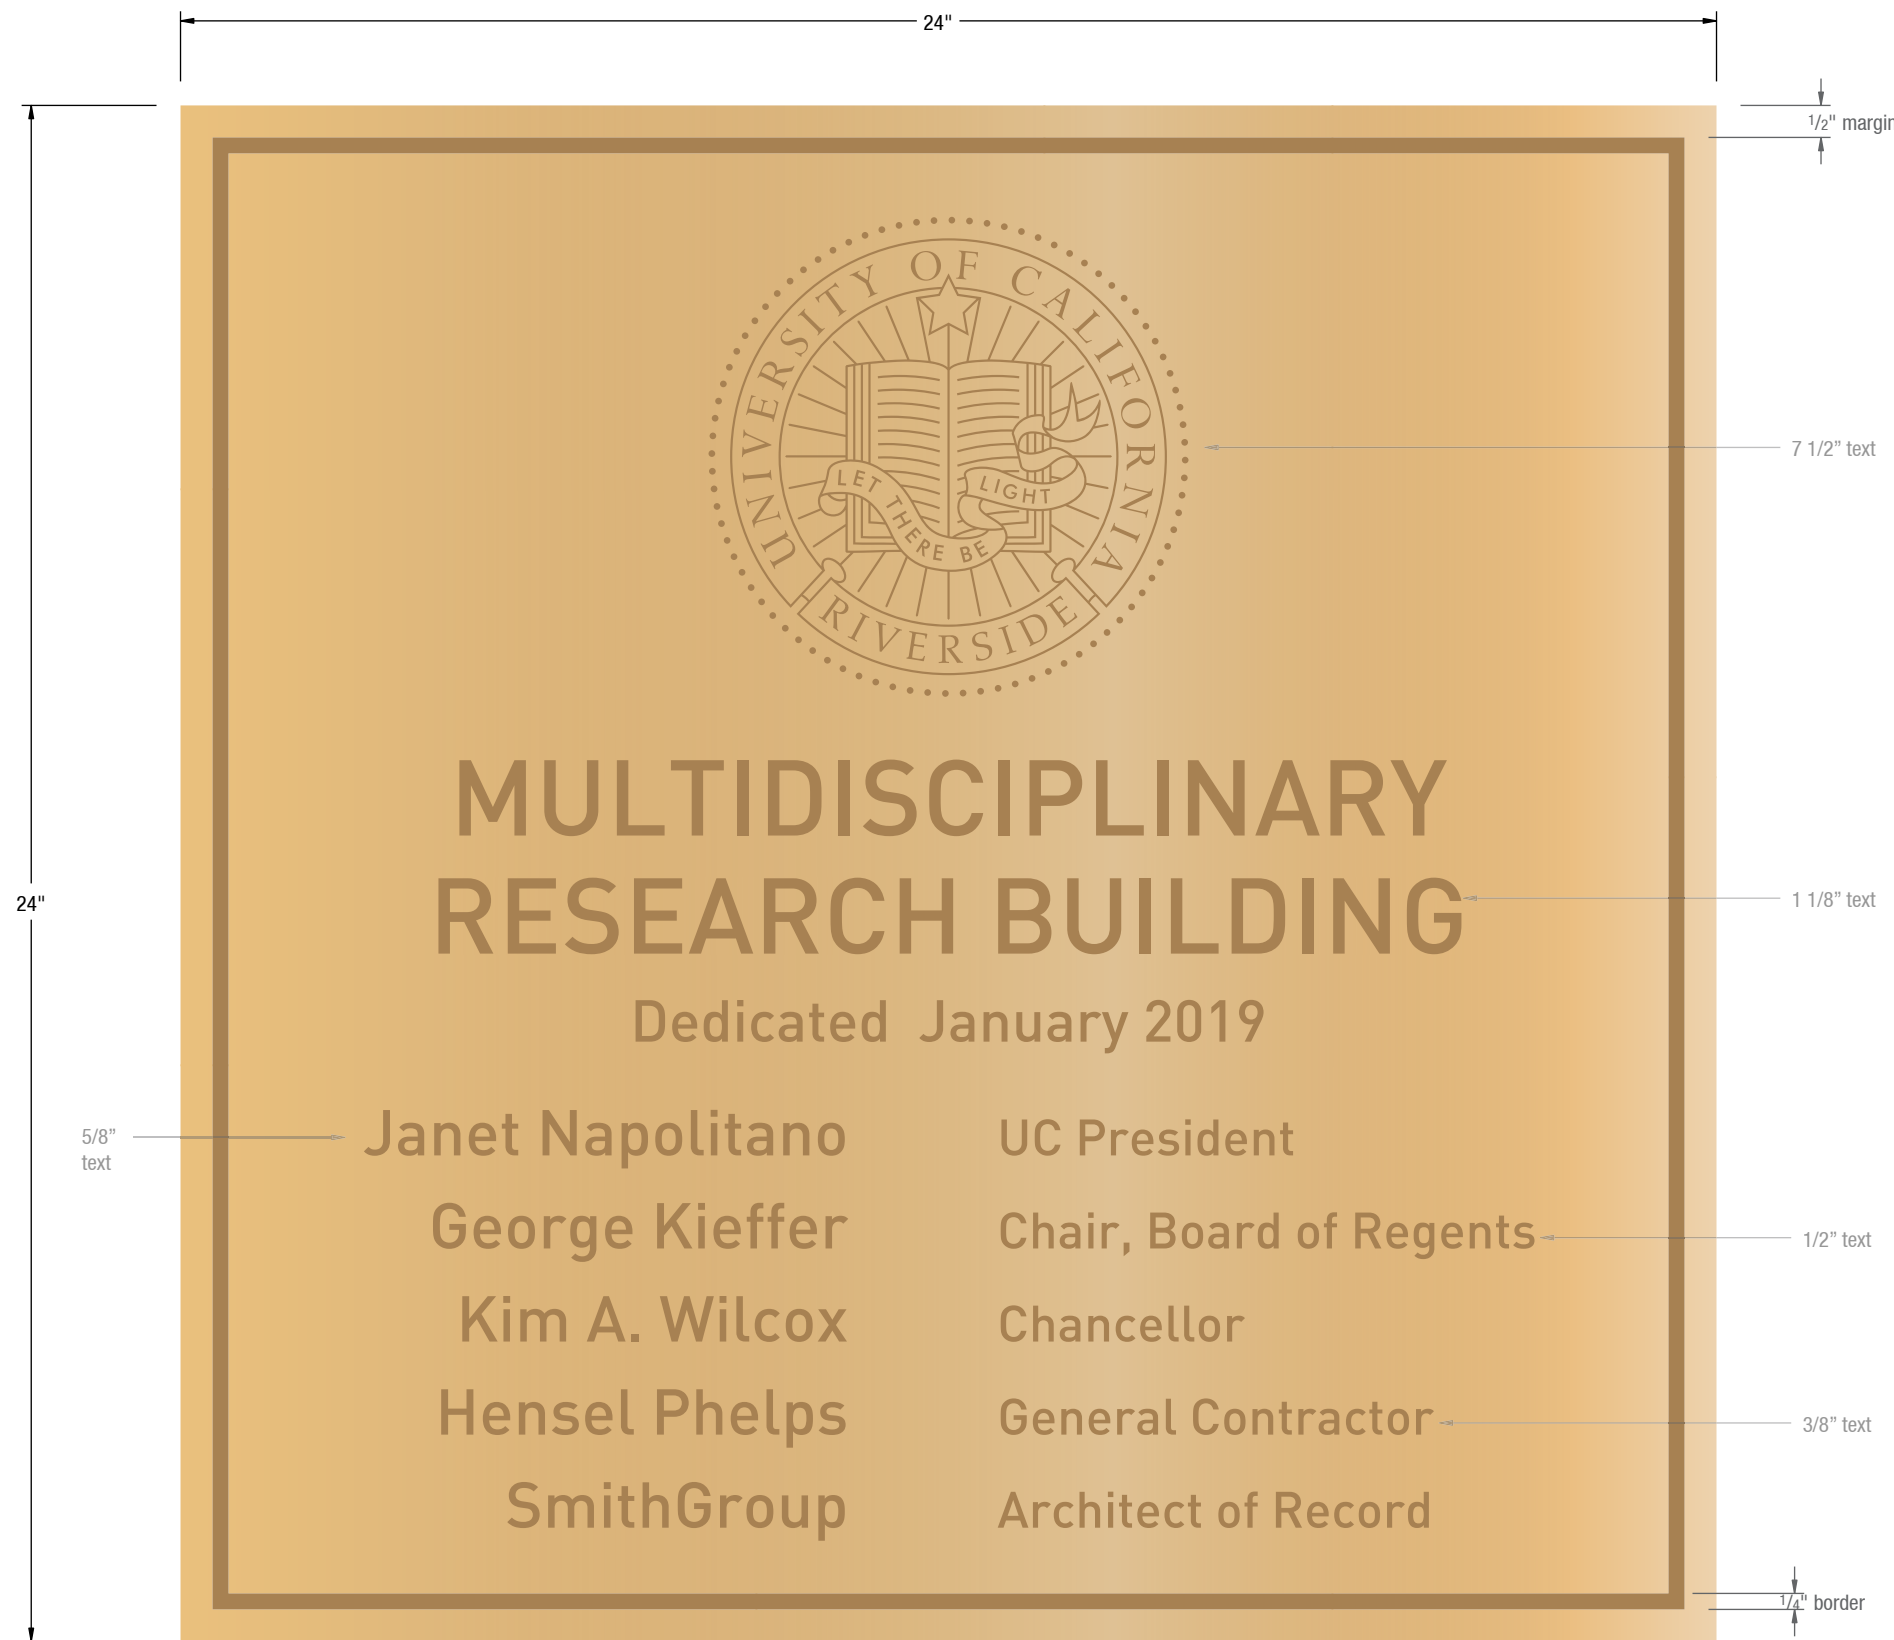 24"
1/2" margin
UNIVERSITY OF CALIFORNIA
LET THERE BE LIGHT
RIVERSIDE
7 1/2” text
MULTIDISCIPLINARY
RESEARCH BUILDING
1 1/8” text
24"
Dedicated January 2019
5/8”
text
Janet Napolitano UC President
George Kieffer Chair, Board of Regents
1/2” text
Kim A. Wilcox Chancellor
Hensel Phelps General Contractor
3/8” text
SmithGroup Architect of Record
1/4" border